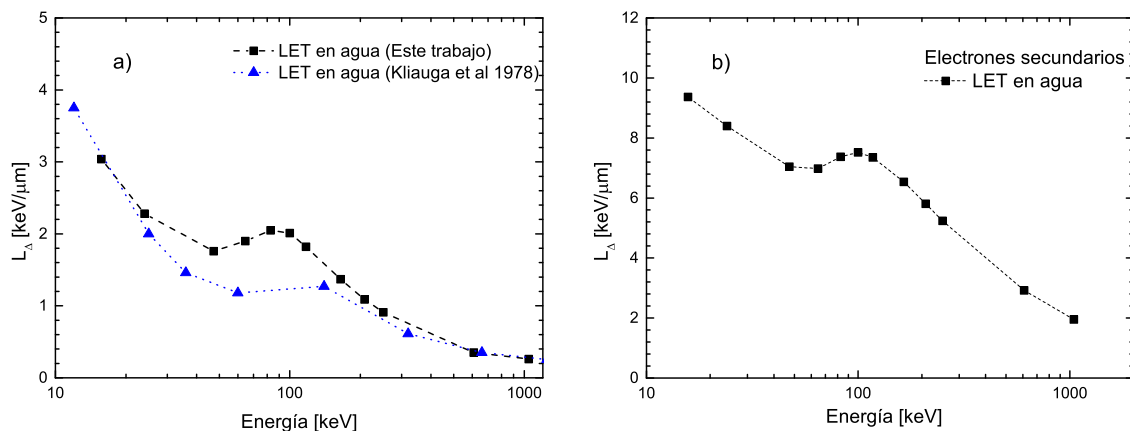 a)
LET en agua (Este trabajo)
LET en agua (Kliauga et al 1978)
5
4
3
2
1
0
L_Δ [keV/μm]
10
100
1000
Energía [keV]
b)
Electrones secundarios
LET en agua
12
10
8
6
4
2
0
L_Δ [keV/μm]
10
100
1000
Energía [keV]